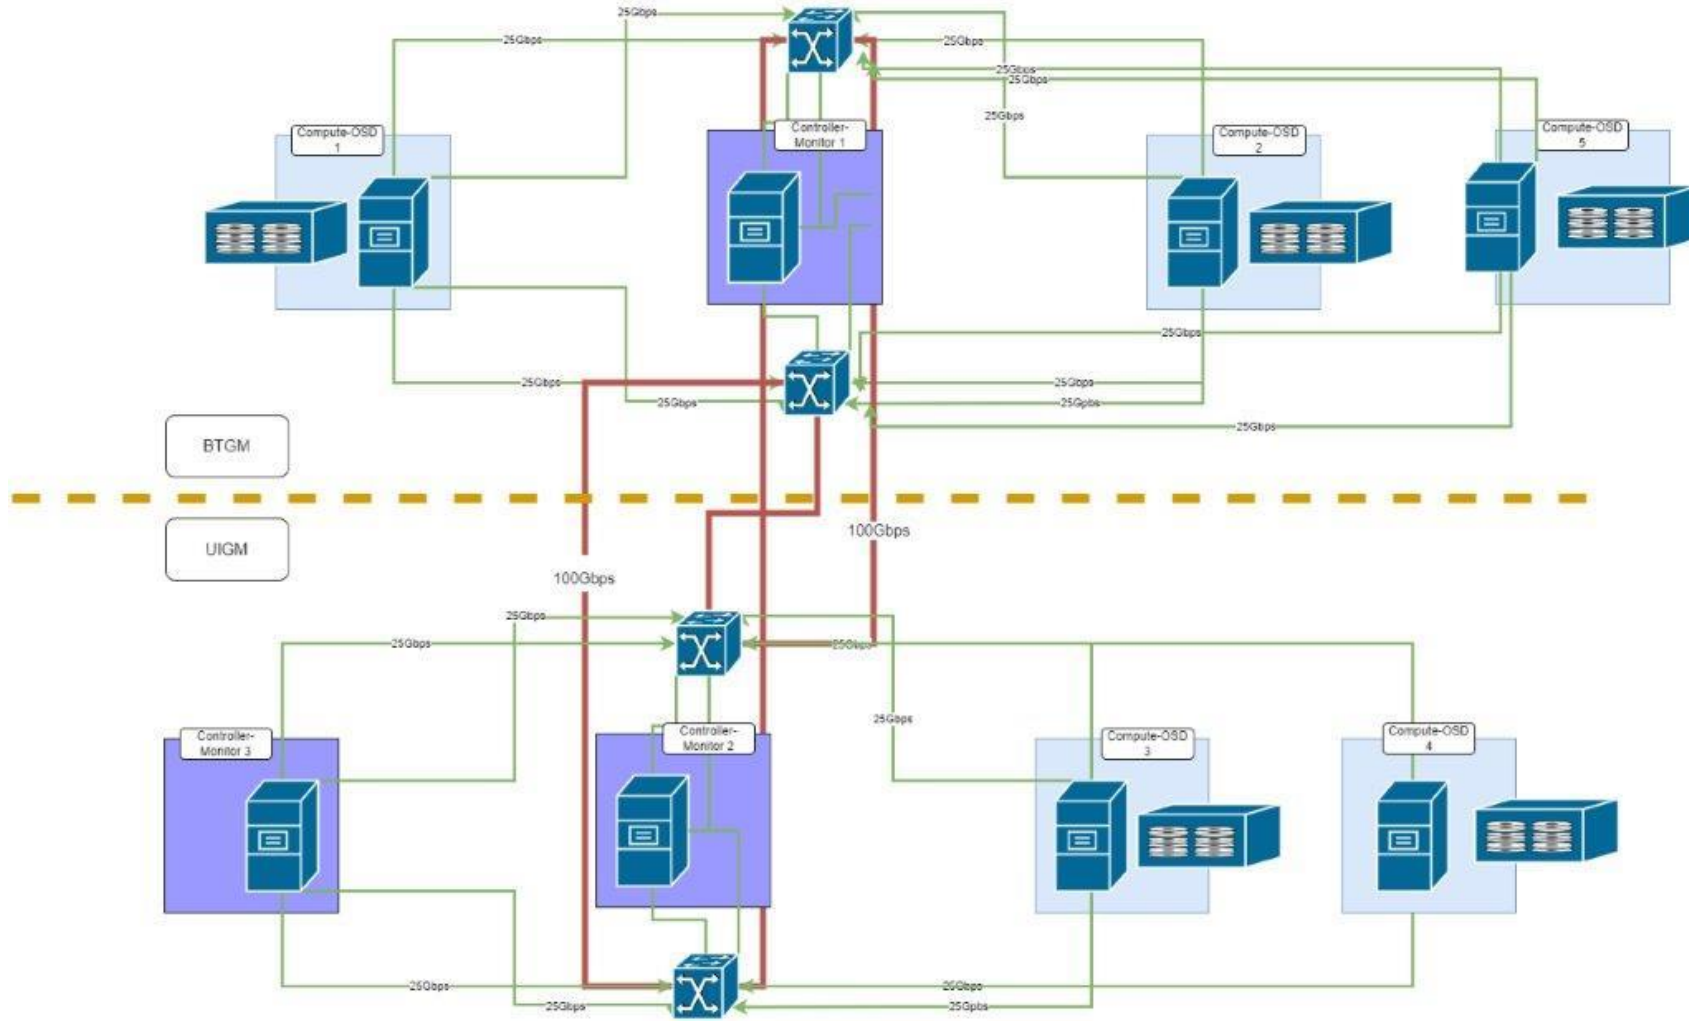 25Gbps
25Gbps
25Gbps
25Gbps
25Gbps
25Gbps
Compute-OSD
1
Controller-
Monitor 1
Compute-OSD
2
Compute-OSD
5
25Gbps
25Gbps
25Gbps
25Gbps
25Gpbs
25Gbps
BTGM
100Gbps
UIGM
100Gbps
25Gbps
25Gbps
25Gbps
25Gbps
Controller-
Monitor 3
Controller-
Monitor 2
Compute-OSD
3
Compute-OSD
4
25Gbps
25Gbps
25Gbps
25Gpbs